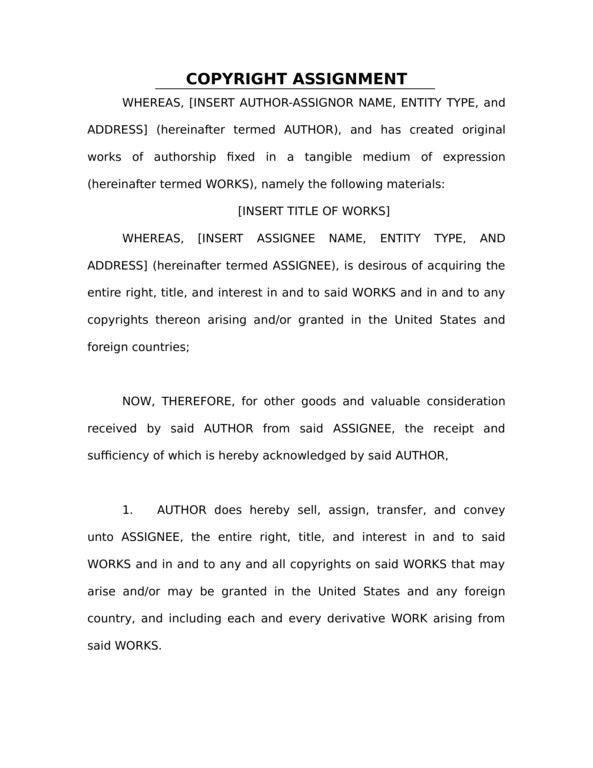 COPYRIGHT ASSIGNMENT
WHEREAS, [INSERT AUTHOR-ASSIGNOR NAME, ENTITY TYPE, and
ADDRESS] (hereinafter termed AUTHOR), and has created original
works of authorship fixed in a tangible medium of expression
(hereinafter termed WORKS), namely the following materials:
[INSERT TITLE OF WORKS]
WHEREAS, [INSERT ASSIGNEE NAME, ENTITY TYPE, AND
ADDRESS] (hereinafter termed ASSIGNEE), is desirous of acquiring the
entire right, title, and interest in and to said WORKS and in and to any
copyrights thereon arising and/or granted in the United States and
foreign countries;
NOW, THEREFORE, for other goods and valuable consideration
received by said AUTHOR from said ASSIGNEE, the receipt and
sufficiency of which is hereby acknowledged by said AUTHOR,
1. AUTHOR does hereby sell, assign, transfer, and convey
unto ASSIGNEE, the entire right, title, and interest in and to said
WORKS and in and to any and all copyrights on said WORKS that may
arise and/or may be granted in the United States and any foreign
country, and including each and every derivative WORK arising from
said WORKS.